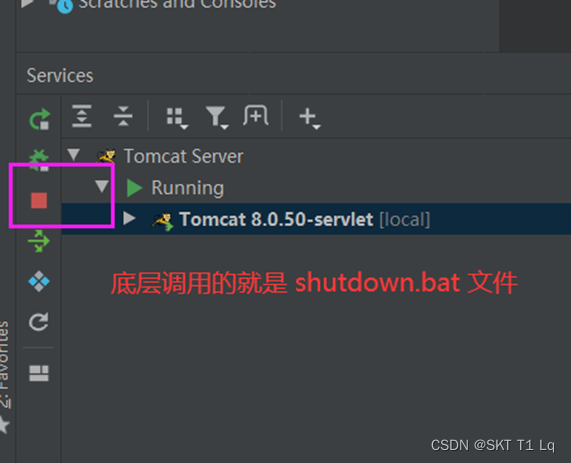 Scratches and Consoles
Services
Tomcat Server
Running
Tomcat 8.0.50-servlet [local]
底层调用的就是 shutdown.bat 文件
2: Favorites
CSDN @SKT T1 Lq